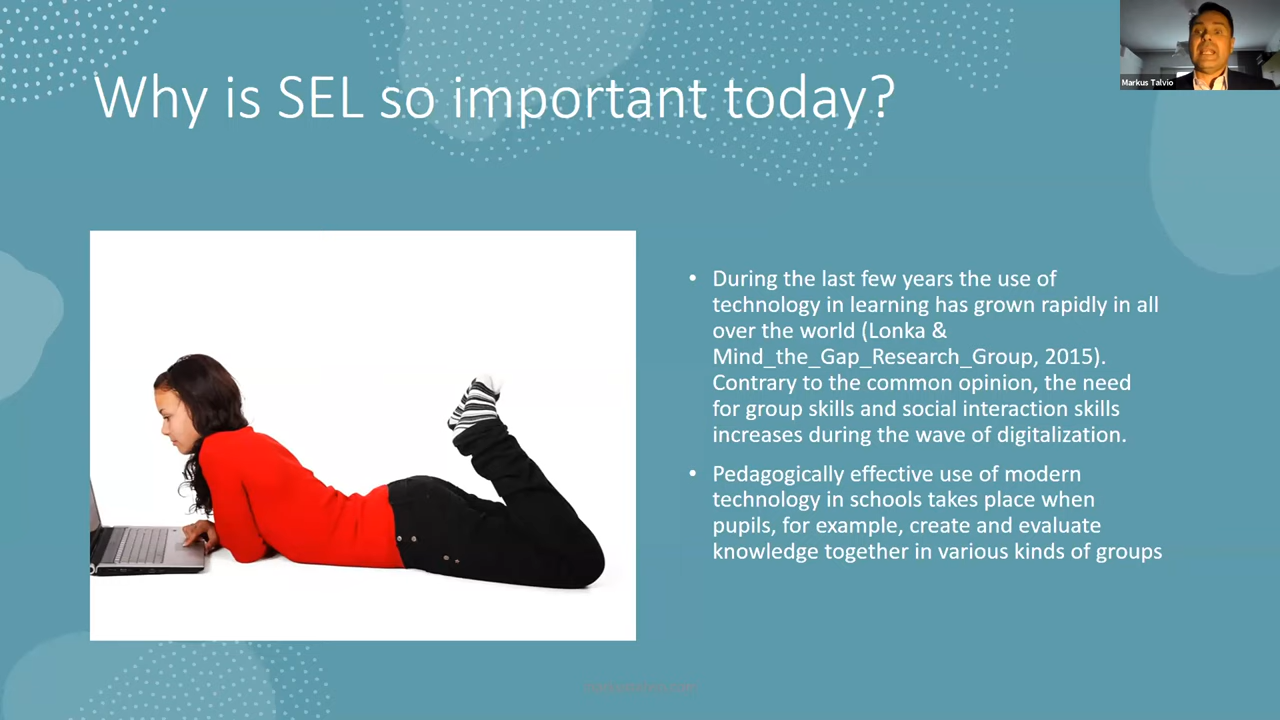 Why is SEL so important today?
Markus Talvio
• During the last few years the use of
technology in learning has grown rapidly in all
over the world (Lonka &
Mind_the_Gap_Research_Group, 2015).
Contrary to the common opinion, the need
for group skills and social interaction skills
increases during the wave of digitalization.
• Pedagogically effective use of modern
technology in schools takes place when
pupils, for example, create and evaluate
knowledge together in various kinds of groups